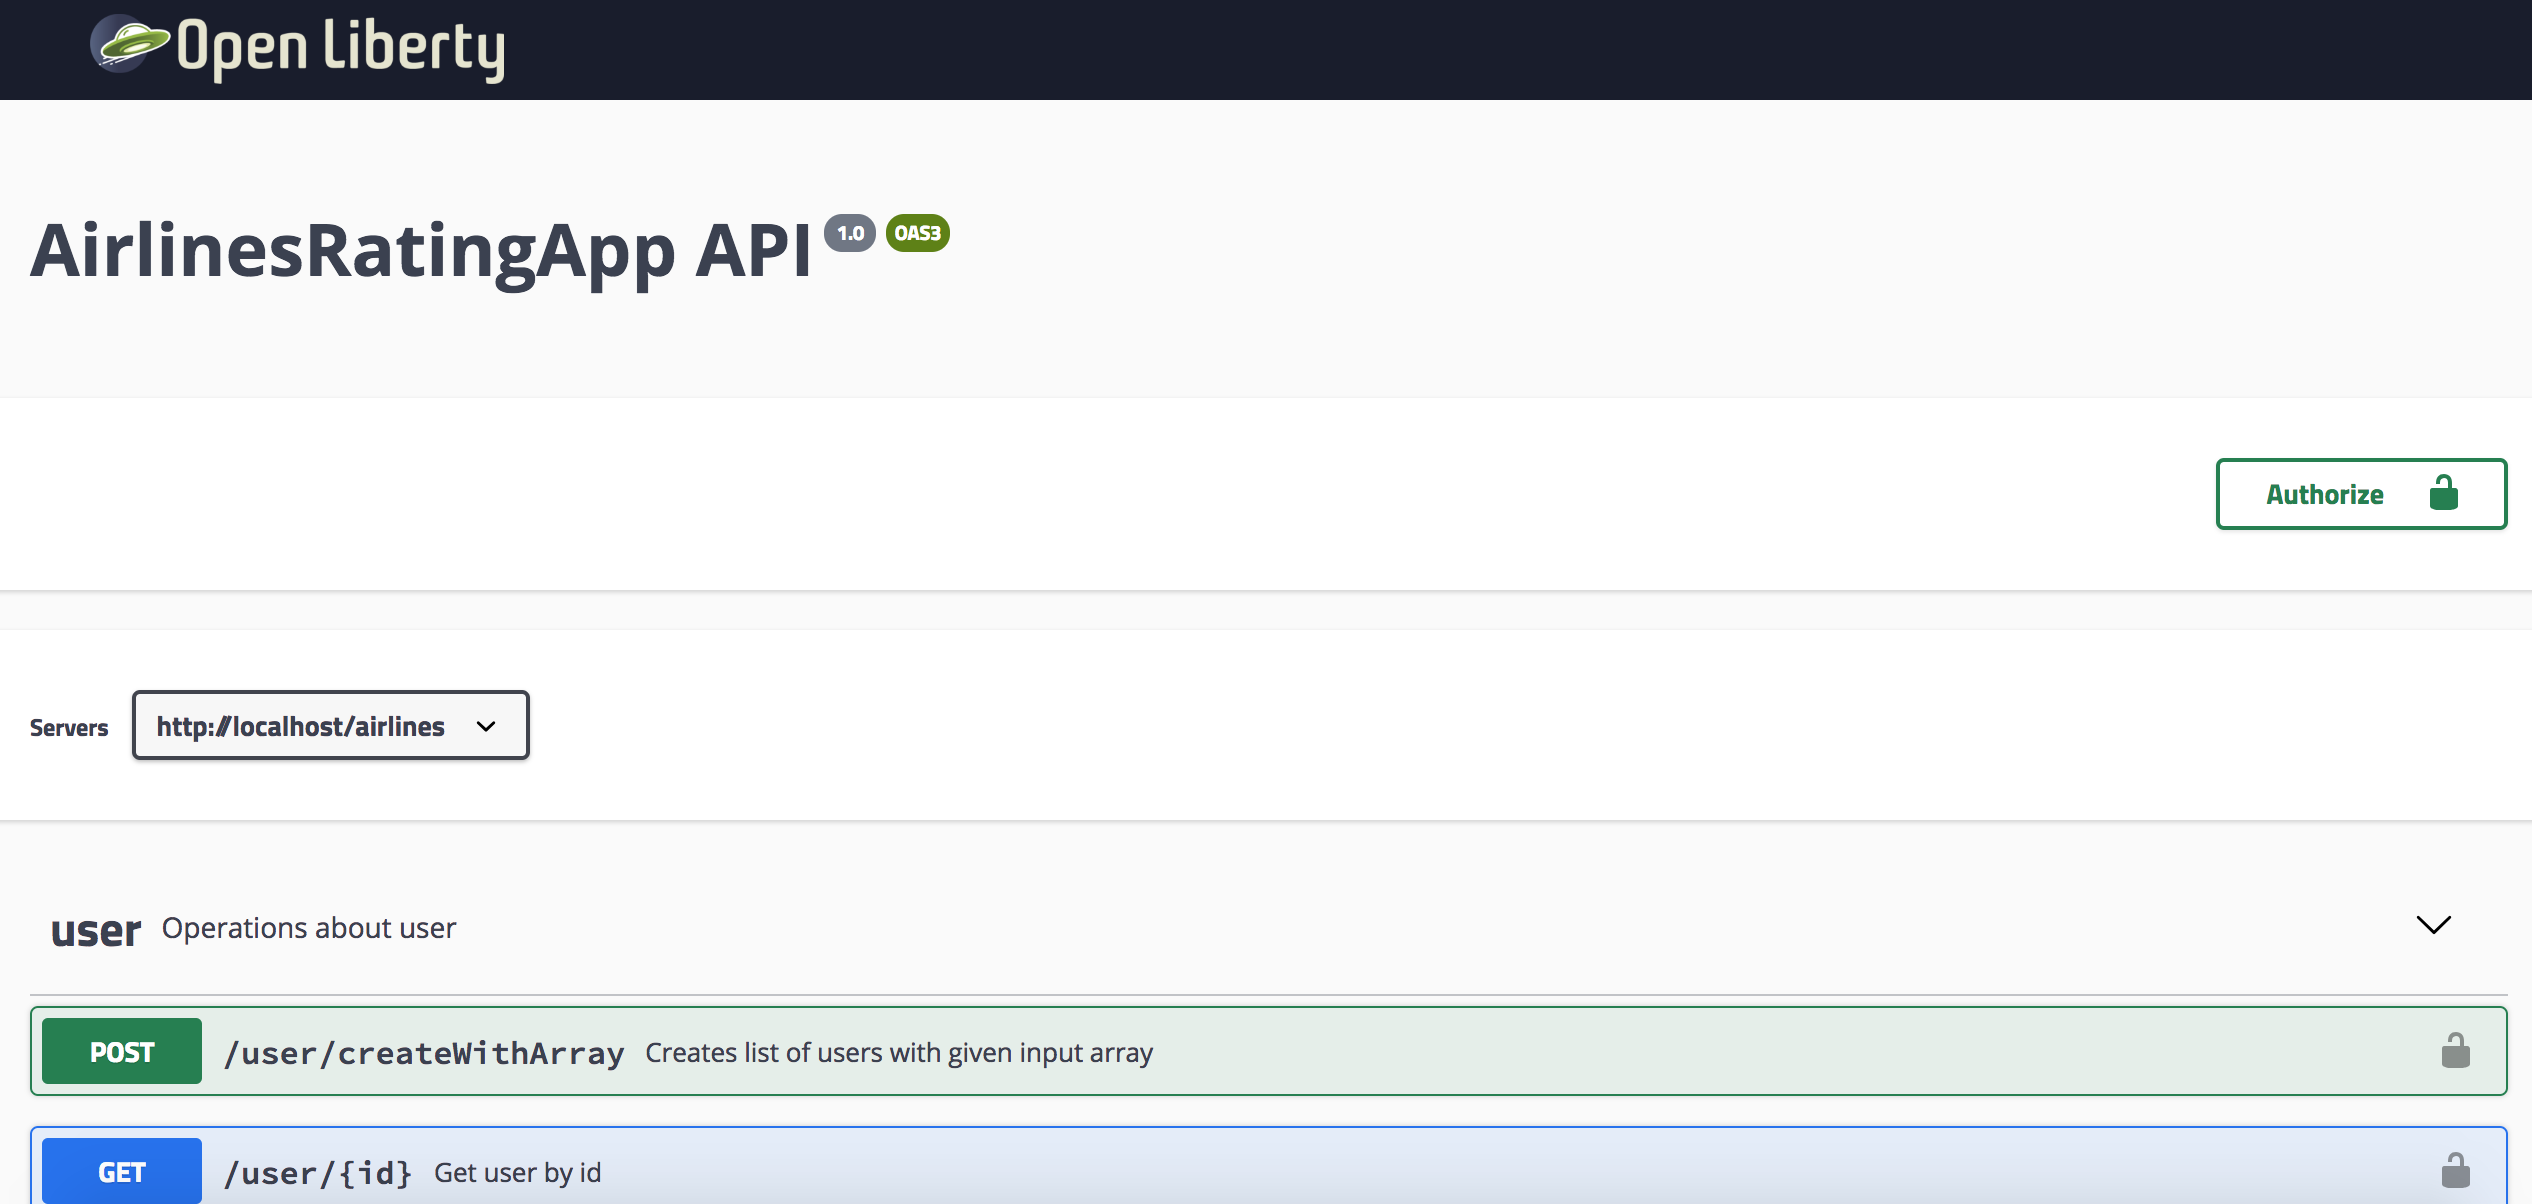 Open Liberty
AirlinesRatingApp API 1.0 OAS3
Authorize
Servers http://localhost/airlines
user Operations about user
POST /user/createWithArray Creates list of users with given input array
GET /user/{id} Get user by id